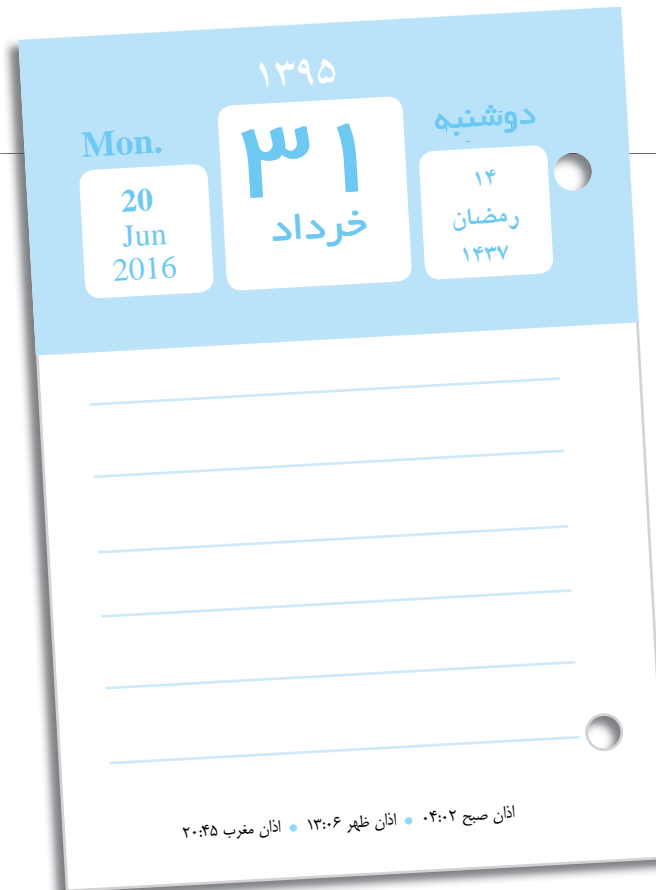 ۱۳۹۵
دوشنبه
۱۴
رمضان
۱۴۳۷
۳۱
خرداد
Mon.
20
Jun
2016
اذان صبح ۰۴:۰۲ • اذان ظهر ۱۳:۰۶ • اذان مغرب ۲۰:۴۵